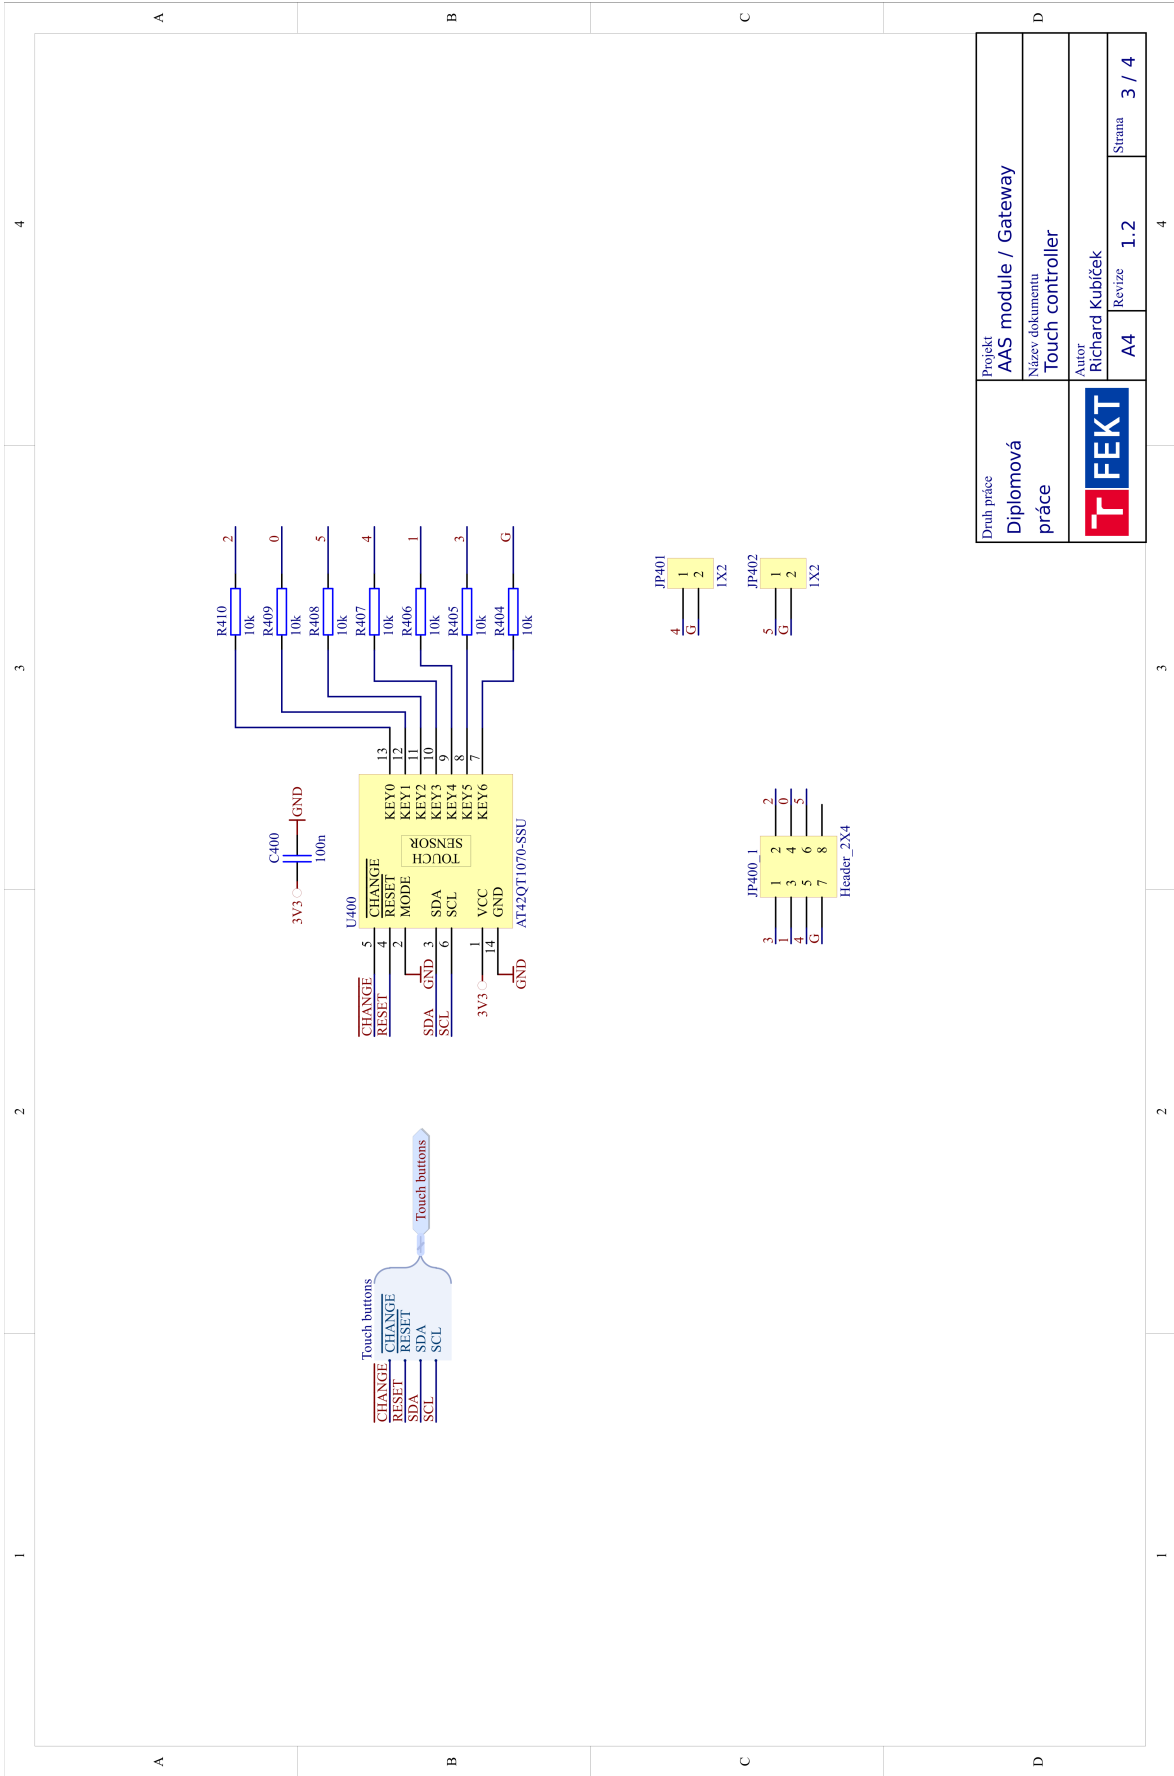 1
2
3
4
A
B
C
D
R410
10k
2
R409
10k
0
R408
10k
5
R407
10k
4
R406
10k
1
R405
10k
3
R404
10k
G
C400
3V3
GND
100n
U400
CHANGE
RESET
MODE
SDA
SCL
VCC
GND
TOUCH
SENSOR
KEY0
KEY1
KEY2
KEY3
KEY4
KEY5
KEY6
13
12
11
10
9
8
7
5
4
2
3
6
1
14
CHANGE
RESET
GND
SDA
SCL
3V3
GND
AT42QT1070-SSU
Touch buttons
CHANGE
RESET
SDA
SCL
CHANGE
RESET
SDA
SCL
Touch buttons
JP401
4 1
G 2
1X2
JP402
5 1
G 2
1X2
JP400_1
3 1 2 2
1 3 4 0
4 5 6 5
G 7 8
Header_2X4
Druh práce
Diplomová
práce
Projekt
AAS module / Gateway
Název dokumentu
Touch controller
Autor
Richard Kubíček
A4
Revize 1.2
Strana 3 / 4
T FEKT
A
B
C
D
1
2
3
4